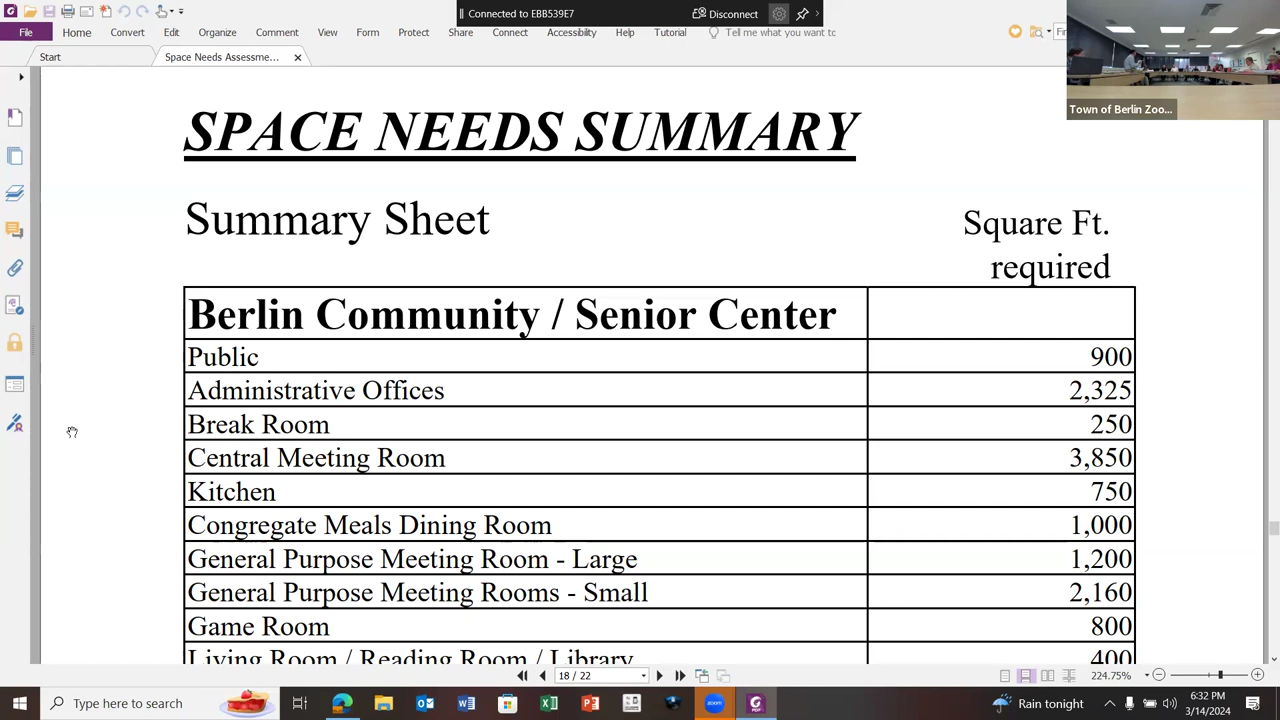 Connected to EBB539E7
Disconnect
File
Home
Convert
Edit
Organize
Comment
View
Form
Protect
Share
Connect
Accessibility
Help
Tutorial
Tell me what you want to
Start
Space Needs Assessme...
Town of Berlin Zoo...
SPACE NEEDS SUMMARY
Summary Sheet
Square Ft.
required
Berlin Community / Senior Center
Public 900
Administrative Offices 2,325
Break Room 250
Central Meeting Room 3,850
Kitchen 750
Congregate Meals Dining Room 1,000
General Purpose Meeting Room - Large 1,200
General Purpose Meeting Rooms - Small 2,160
Game Room 800
Living Room / Reading Room / Library 400
18 / 22
224.75%
Type here to search
Rain tonight
6:32 PM
3/14/2024